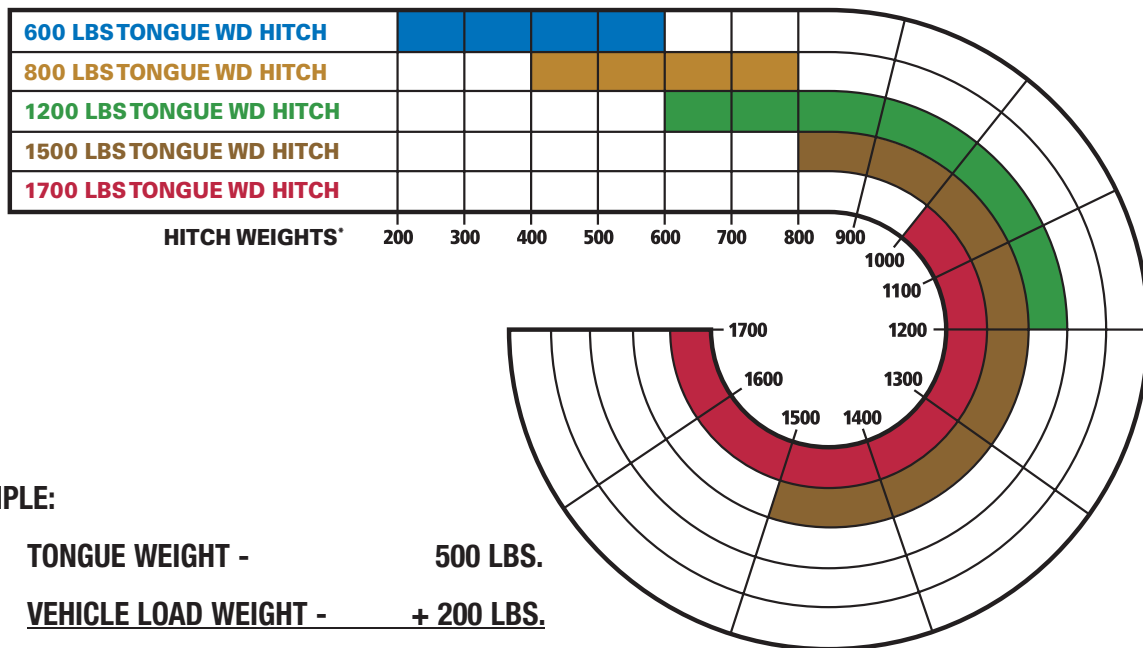 600 LBS TONGUE WD HITCH
800 LBS TONGUE WD HITCH
1200 LBS TONGUE WD HITCH
1500 LBS TONGUE WD HITCH
1700 LBS TONGUE WD HITCH
HITCH WEIGHTS* 200 300 400 500 600 700 800 900
1000
1100
1200
1300
1400
1500
1600
1700
MPLE:
TONGUE WEIGHT - 500 LBS.
VEHICLE LOAD WEIGHT - + 200 LBS.